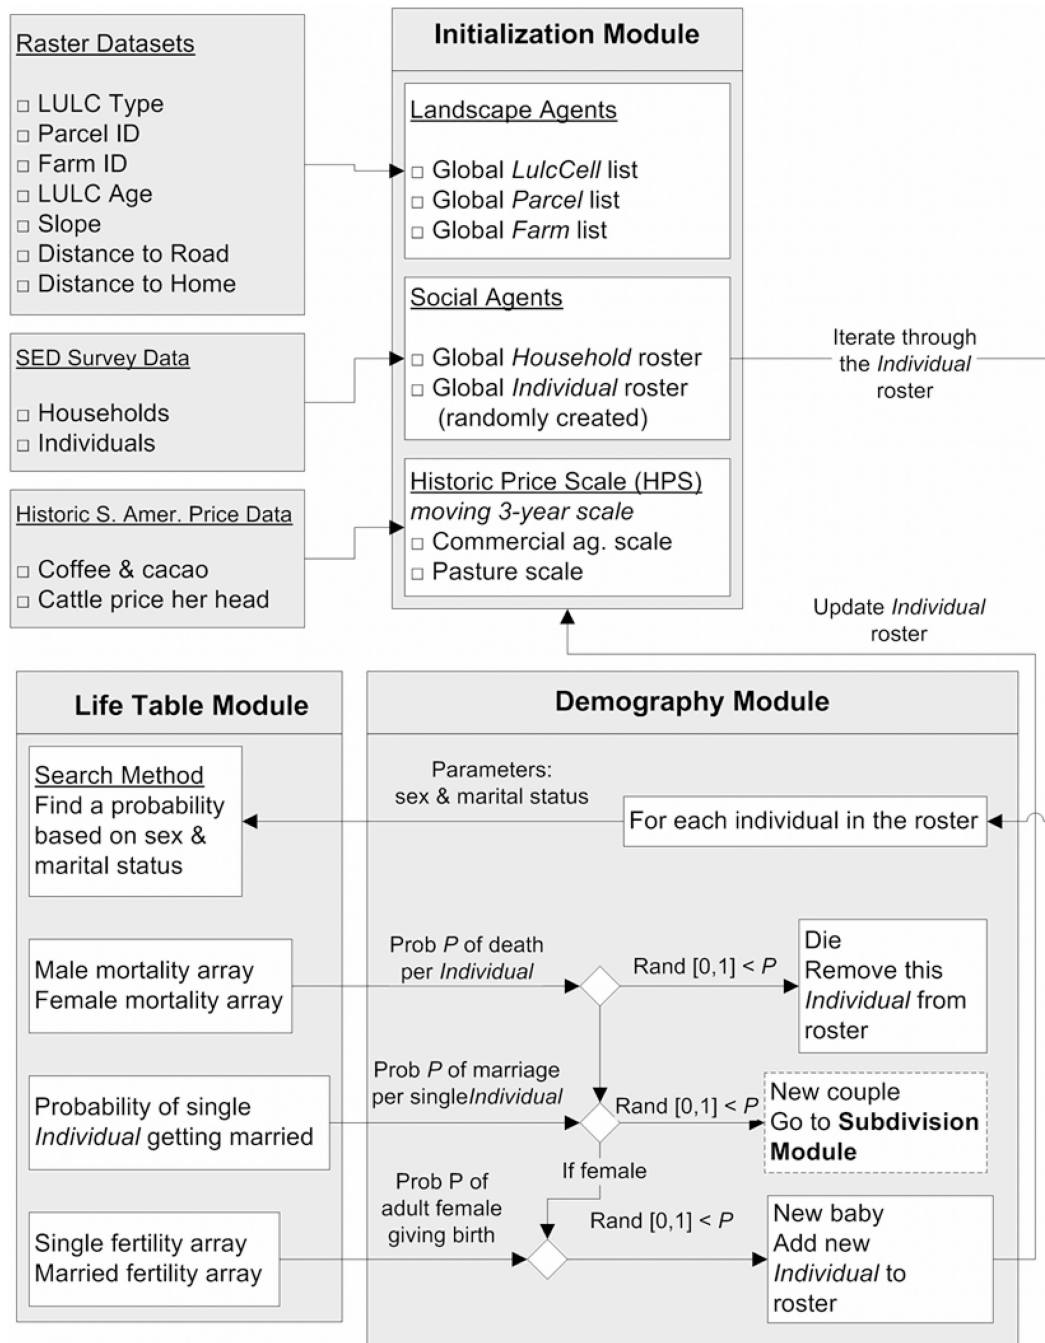 Raster Datasets
□ LULC Type
□ Parcel ID
□ Farm ID
□ LULC Age
□ Slope
□ Distance to Road
□ Distance to Home
SED Survey Data
□ Households
□ Individuals
Historic S. Amer. Price Data
□ Coffee & cacao
□ Cattle price her head
Initialization Module
Landscape Agents
□ Global LulcCell list
□ Global Parcel list
□ Global Farm list
Social Agents
□ Global Household roster
□ Global Individual roster
(randomly created)
Historic Price Scale (HPS)
moving 3-year scale
□ Commercial ag. scale
□ Pasture scale
Iterate through
the Individual
roster
Update Individual
roster
Life Table Module
Search Method
Find a probability
based on sex &
marital status
Male mortality array
Female mortality array
Probability of single
Individual getting married
Single fertility array
Married fertility array
Demography Module
Parameters:
sex & marital status
For each individual in the roster
Prob P of death
per Individual
Rand [0,1] < P
Die
Remove this
Individual from
roster
Prob P of marriage
per single Individual
Rand [0,1] < P
New couple
Go to Subdivision
Module
If female
Prob P of
adult female
giving birth
Rand [0,1] < P
New baby
Add new
Individual to
roster